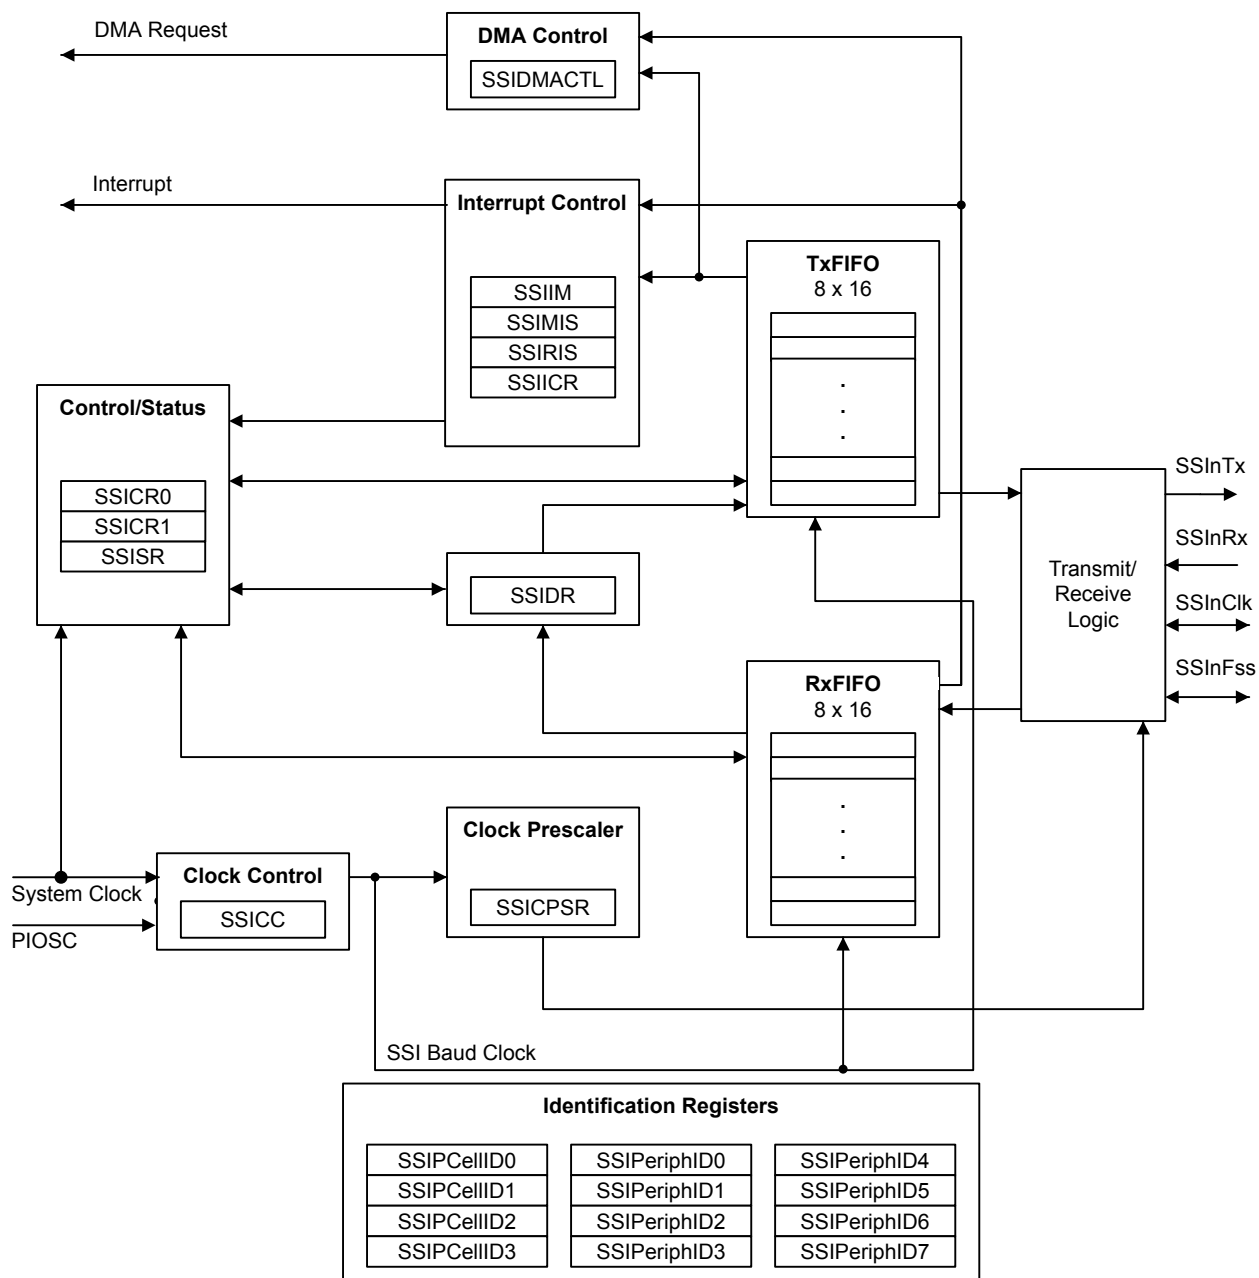 DMA Request
DMA Control
SSIDMACTL
Interrupt
Interrupt Control
SSIIM
SSIMIS
SSIRIS
SSIICR
TxFIFO
8 x 16
.
.
.
Control/Status
SSICR0
SSICR1
SSISR
SSIDR
Transmit/
Receive
Logic
SSInTx
SSInRx
SSInClk
SSInFss
RxFIFO
8 x 16
.
.
.
Clock Prescaler
SSICPSR
System Clock
PIOSC
Clock Control
SSICC
SSI Baud Clock
Identification Registers
SSIPCellID0
SSIPCellID1
SSIPCellID2
SSIPCellID3
SSIPeriphID0
SSIPeriphID1
SSIPeriphID2
SSIPeriphID3
SSIPeriphID4
SSIPeriphID5
SSIPeriphID6
SSIPeriphID7